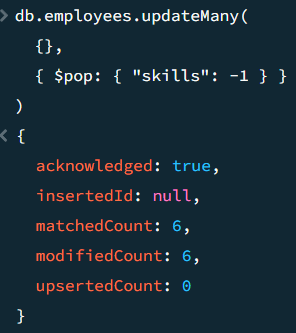 > db.employees.updateMany(
{},
{ $pop: { "skills": -1 } }
)
< {
acknowledged: true,
insertedId: null,
matchedCount: 6,
modifiedCount: 6,
upsertedCount: 0
}